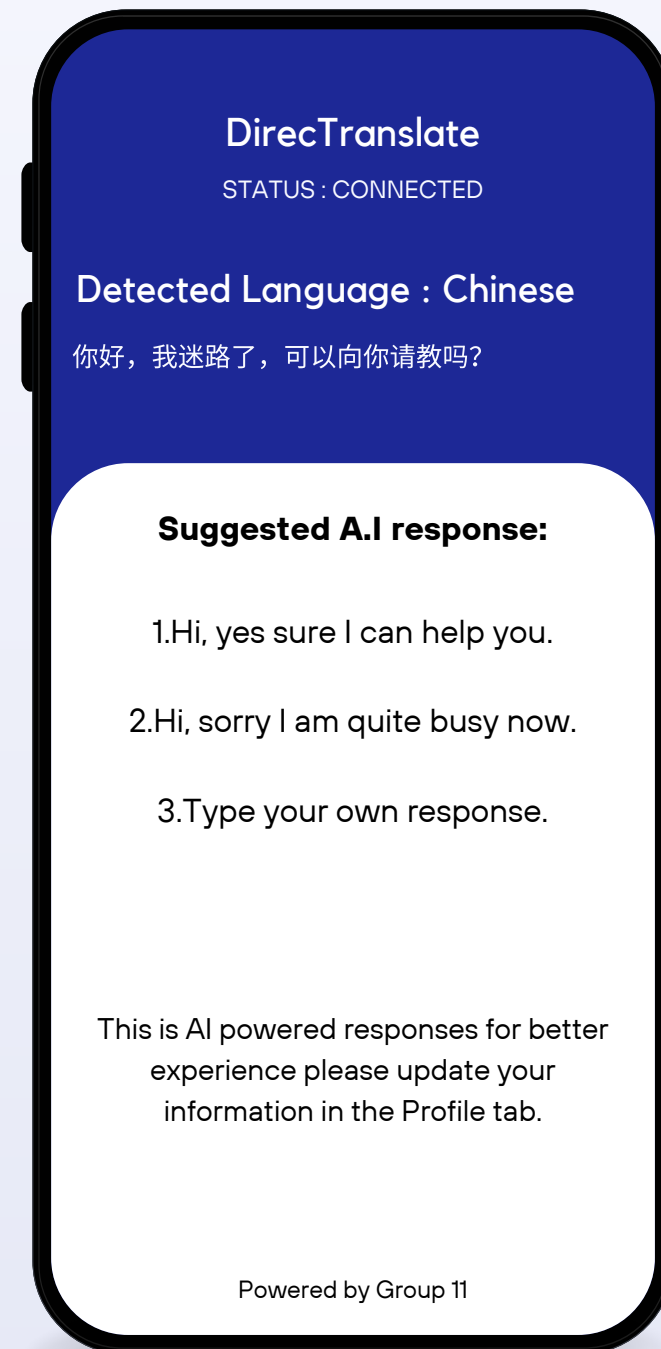 DirecTranslate
STATUS : CONNECTED
Detected Language : Chinese
你好，我迷路了，可以向你请教吗？
Suggested A.I response:
1.Hi, yes sure I can help you.
2.Hi, sorry I am quite busy now.
3.Type your own response.
This is AI powered responses for better
experience please update your
information in the Profile tab.
Powered by Group 11